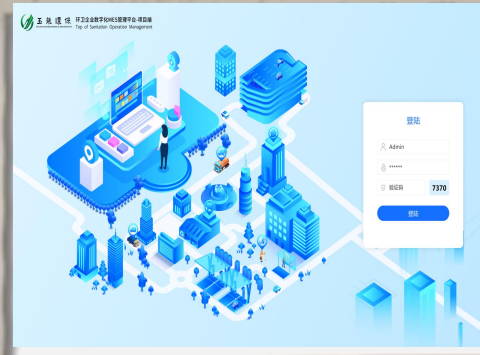 玉龍環保 环卫企业数字化MES管理平台-项目端
Top of Sanitation Operation Management
登陆
Admin
******
验证码 7370
登陆